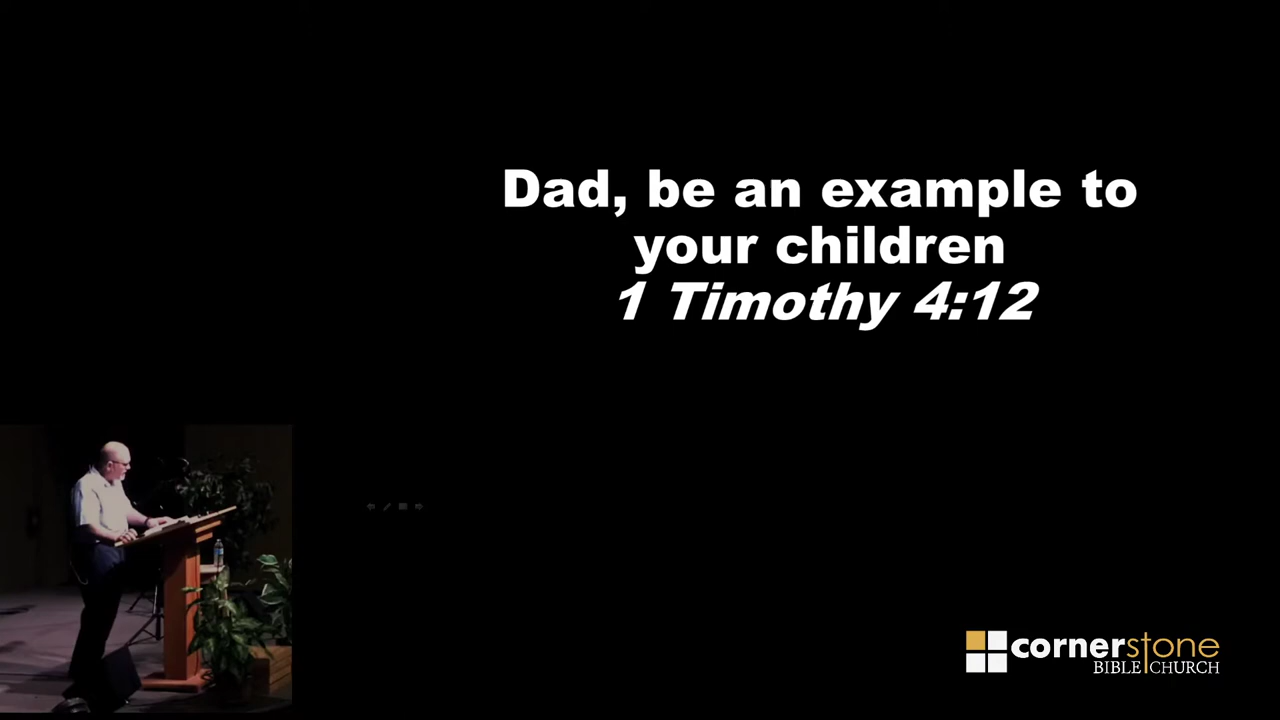 Dad, be an example to
your children
1 Timothy 4:12
cornerstone
BIBLE CHURCH